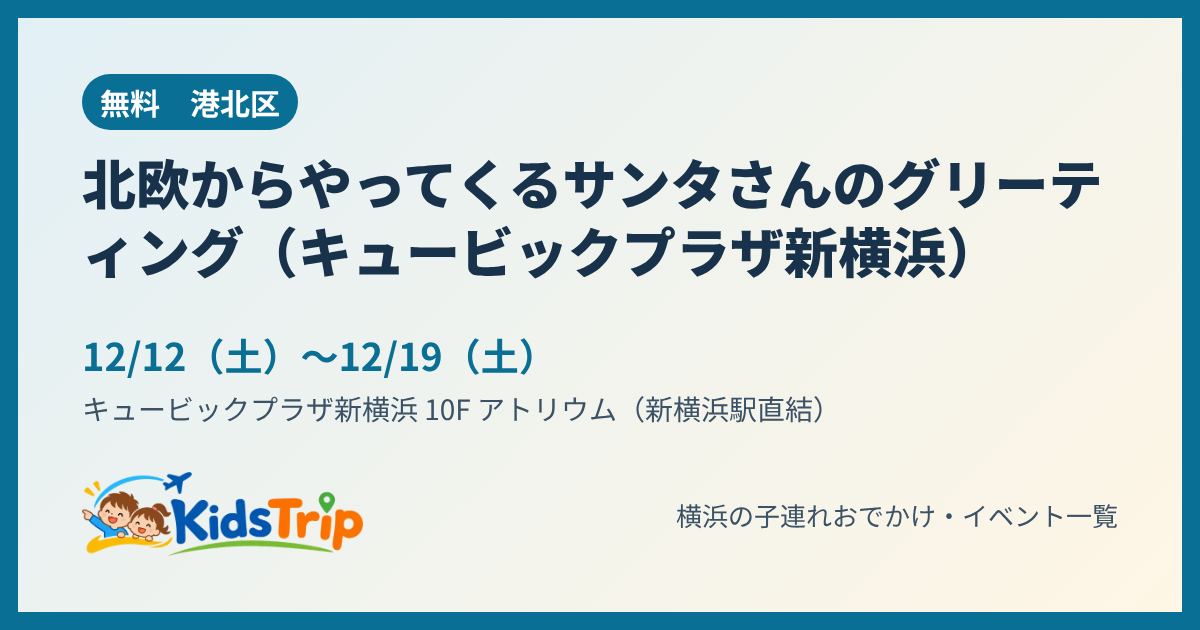 無料　港北区
北欧からやってくるサンタさんのグリーテ
ィング（キュービックプラザ新横浜）
12/12（土）〜12/19（土）
キュービックプラザ新横浜 10F アトリウム（新横浜駅直結）
KidsTrip
横浜の子連れおでかけ・イベント一覧